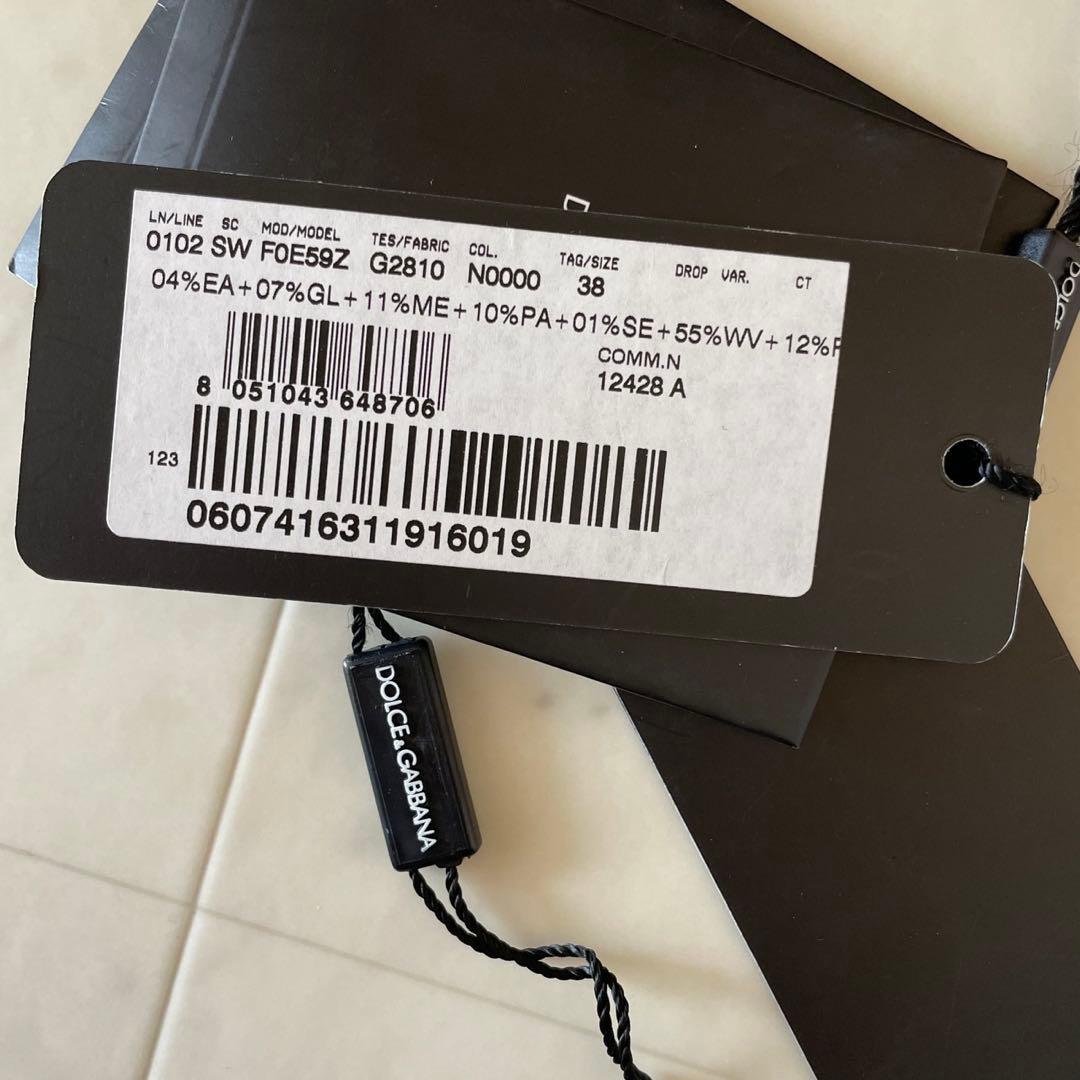 LN/LINE SC MOD/MODEL TES/FABRIC COL. TAG/SIZE DROP VAR. CT
0102 SW F0E59Z G2810 N0000 38
04%EA+07%GL+11%ME+10%PA+01%SE+55%WV+12%
COMM.N
12428 A
8 051043 648706
123
0607416311916019
DOLCE&GABBANA
DOLCE